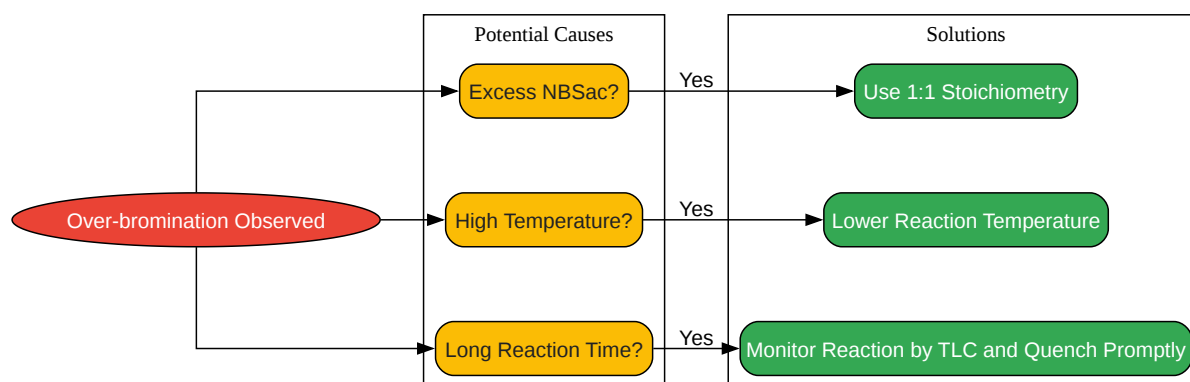 Potential Causes
Solutions
Excess NBSac?
Yes
Use 1:1 Stoichiometry
Over-bromination Observed
High Temperature?
Yes
Lower Reaction Temperature
Long Reaction Time?
Yes
Monitor Reaction by TLC and Quench Promptly